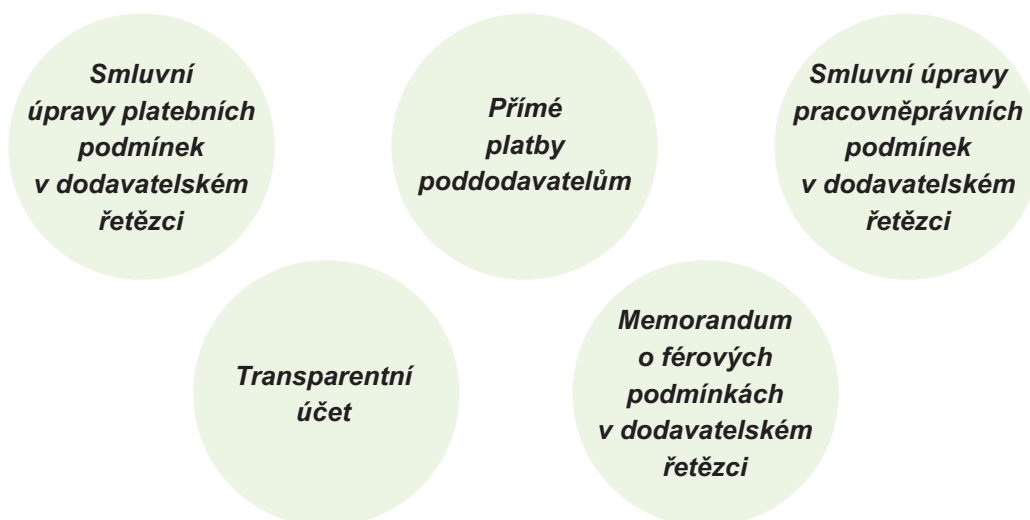 Smluvní
úpravy platebních
podmínek
v dodavatelském
řetězci
Přímé
platby
poddodavatelům
Smluvní úpravy
pracovněprávních
podmínek
v dodavatelském
řetězci
Transparentní
účet
Memorandum
o férových
podmínkách
v dodavatelském
řetězci